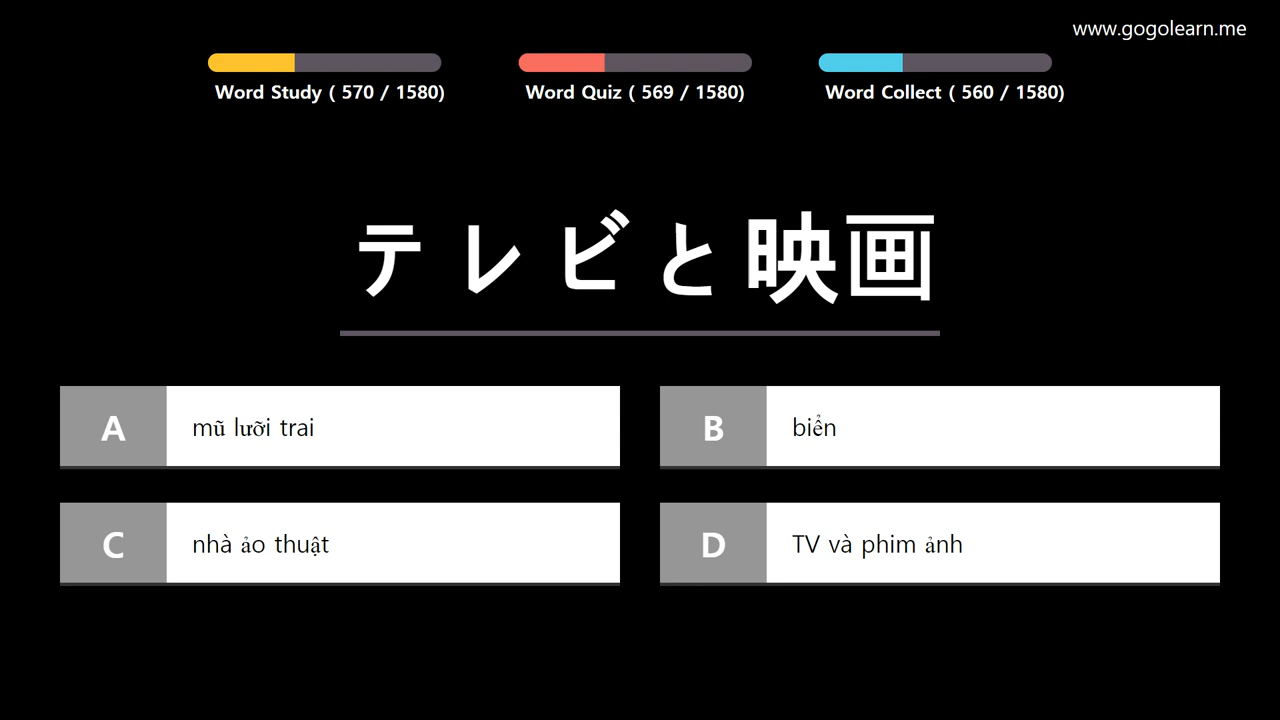 www.gogolearn.me
Word Study ( 570 / 1580)
Word Quiz ( 569 / 1580)
Word Collect ( 560 / 1580)
テレビと映画
A
mũ lưỡi trai
B
biển
C
nhà ảo thuật
D
TV và phim ảnh